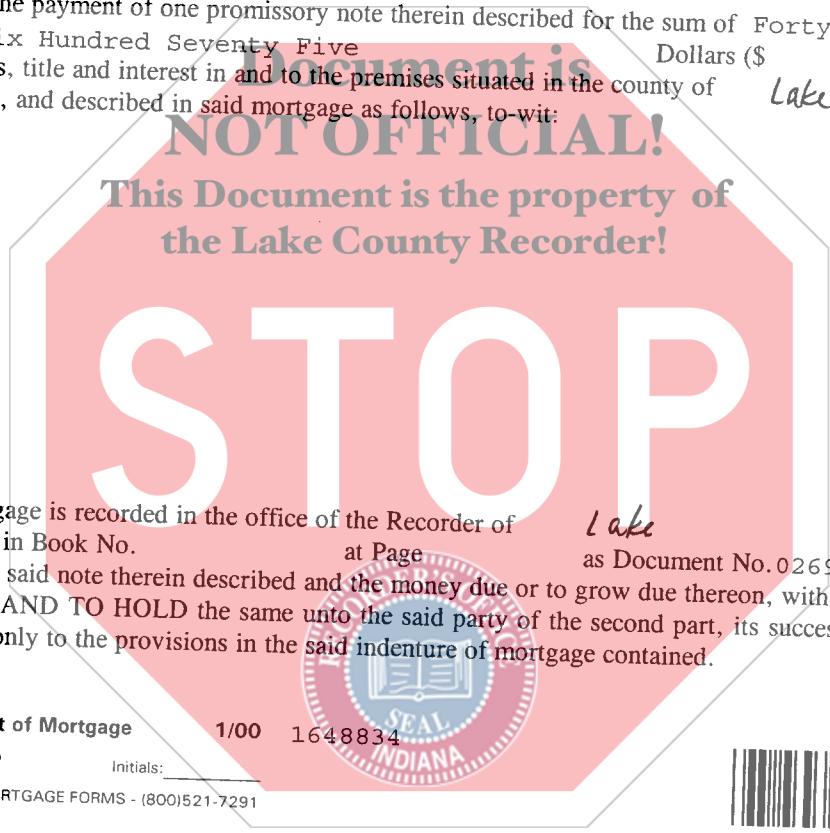 he payment of one promissory note therein described for the sum of Forty
ix Hundred Seventy Five Dollars ($
s, title and interest in and to the premises situated in the county of Lake
, and described in said mortgage as follows, to-wit:
Document is
NOT OFFICIAL!
This Document is the property of
the Lake County Recorder!
STOP
gage is recorded in the office of the Recorder of Lake
in Book No. at Page as Document No. 0269
said note therein described and the money due or to grow due thereon, with
AND TO HOLD the same unto the said party of the second part, its succes
only to the provisions in the said indenture of mortgage contained.
RECORDER'S OFFICE
SEAL
INDIANA
t of Mortgage 1/00 1648834
Initials:
RTGAGE FORMS - (800)521-7291